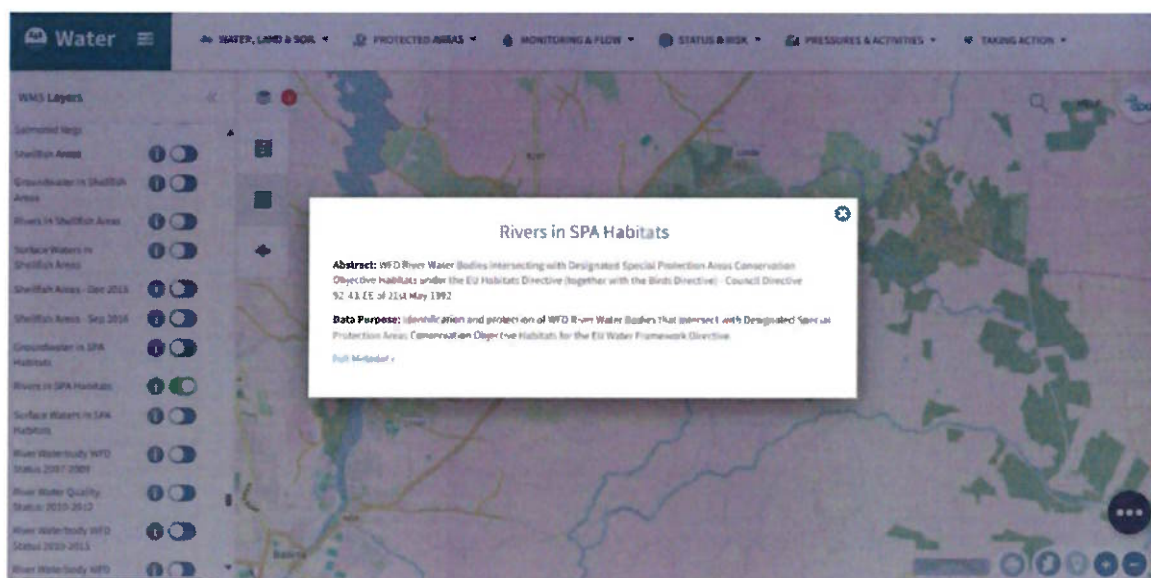 Water
WATER, LAND & SOIL
PROTECTED AREAS
MONITORING & FLOW
STATUS & RISK
PRESSURES & ACTIVITIES
TAKING ACTION
WMS Layers
Salmonid Regs
Shellfish Areas
Groundwater in Shellfish
Areas
Rivers in Shellfish Areas
Surface Waters in
Shellfish Areas
Shellfish Areas - Dec 2015
Shellfish Areas - Sep 2016
Groundwater in SPA
Habitats
Rivers in SPA Habitats
Surface Waters in SPA
Habitats
River Waterbody WFD
Status 2007-2009
River Water Quality
Status 2010-2012
River Waterbody WFD
Status 2010-2015
River Waterbody WFD
Rivers in SPA Habitats
Abstract: WFD River Water Bodies intersecting with Designated Special Protection Areas Conservation
Objective Habitats under the EU Habitats Directive (together with the Birds Directive) - Council Directive
92/43/EE of 21st May 1992
Data Purpose: Identification and protection of WFD River Water Bodies that intersect with Designated Special
Protection Areas Conservation Objective Habitats for the EU Water Framework Directive
Full Metadata